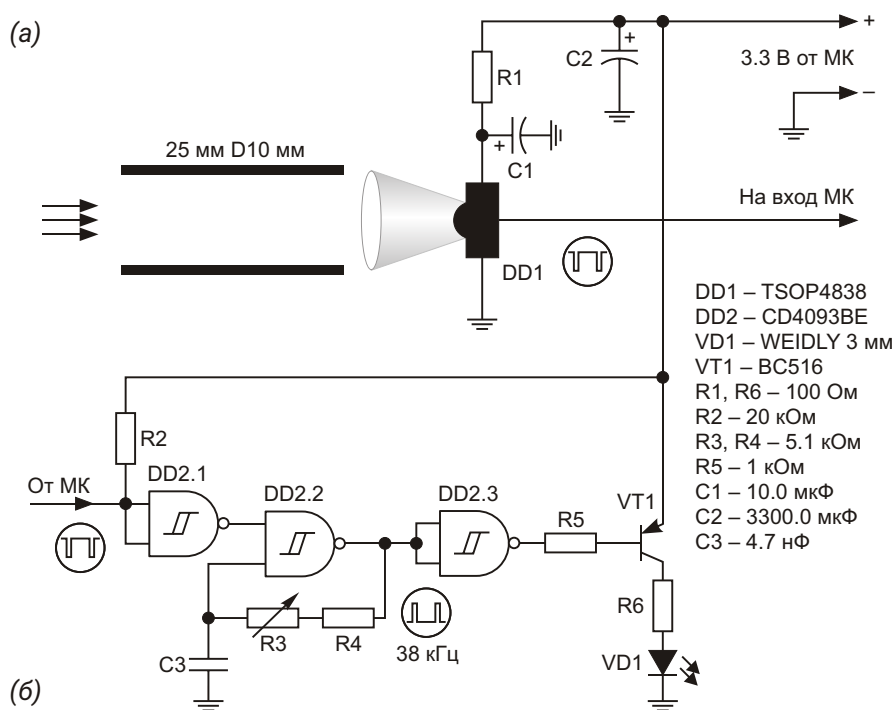 (а)
+
C2
+
3.3 В от МК
R1
–
25 мм D10 мм
+
C1
На вход МК
DD1
DD1 – TSOP4838
DD2 – CD4093BE
VD1 – WEIDLY 3 мм
VT1 – BC516
R1, R6 – 100 Ом
R2 – 20 кОм
R3, R4 – 5.1 кОм
R5 – 1 кОм
C1 – 10.0 мкФ
C2 – 3300.0 мкФ
C3 – 4.7 нФ
R2
DD2.1
От МК
DD2.2
DD2.3
VT1
R5
R3
R4
38 кГц
R6
C3
VD1
(б)